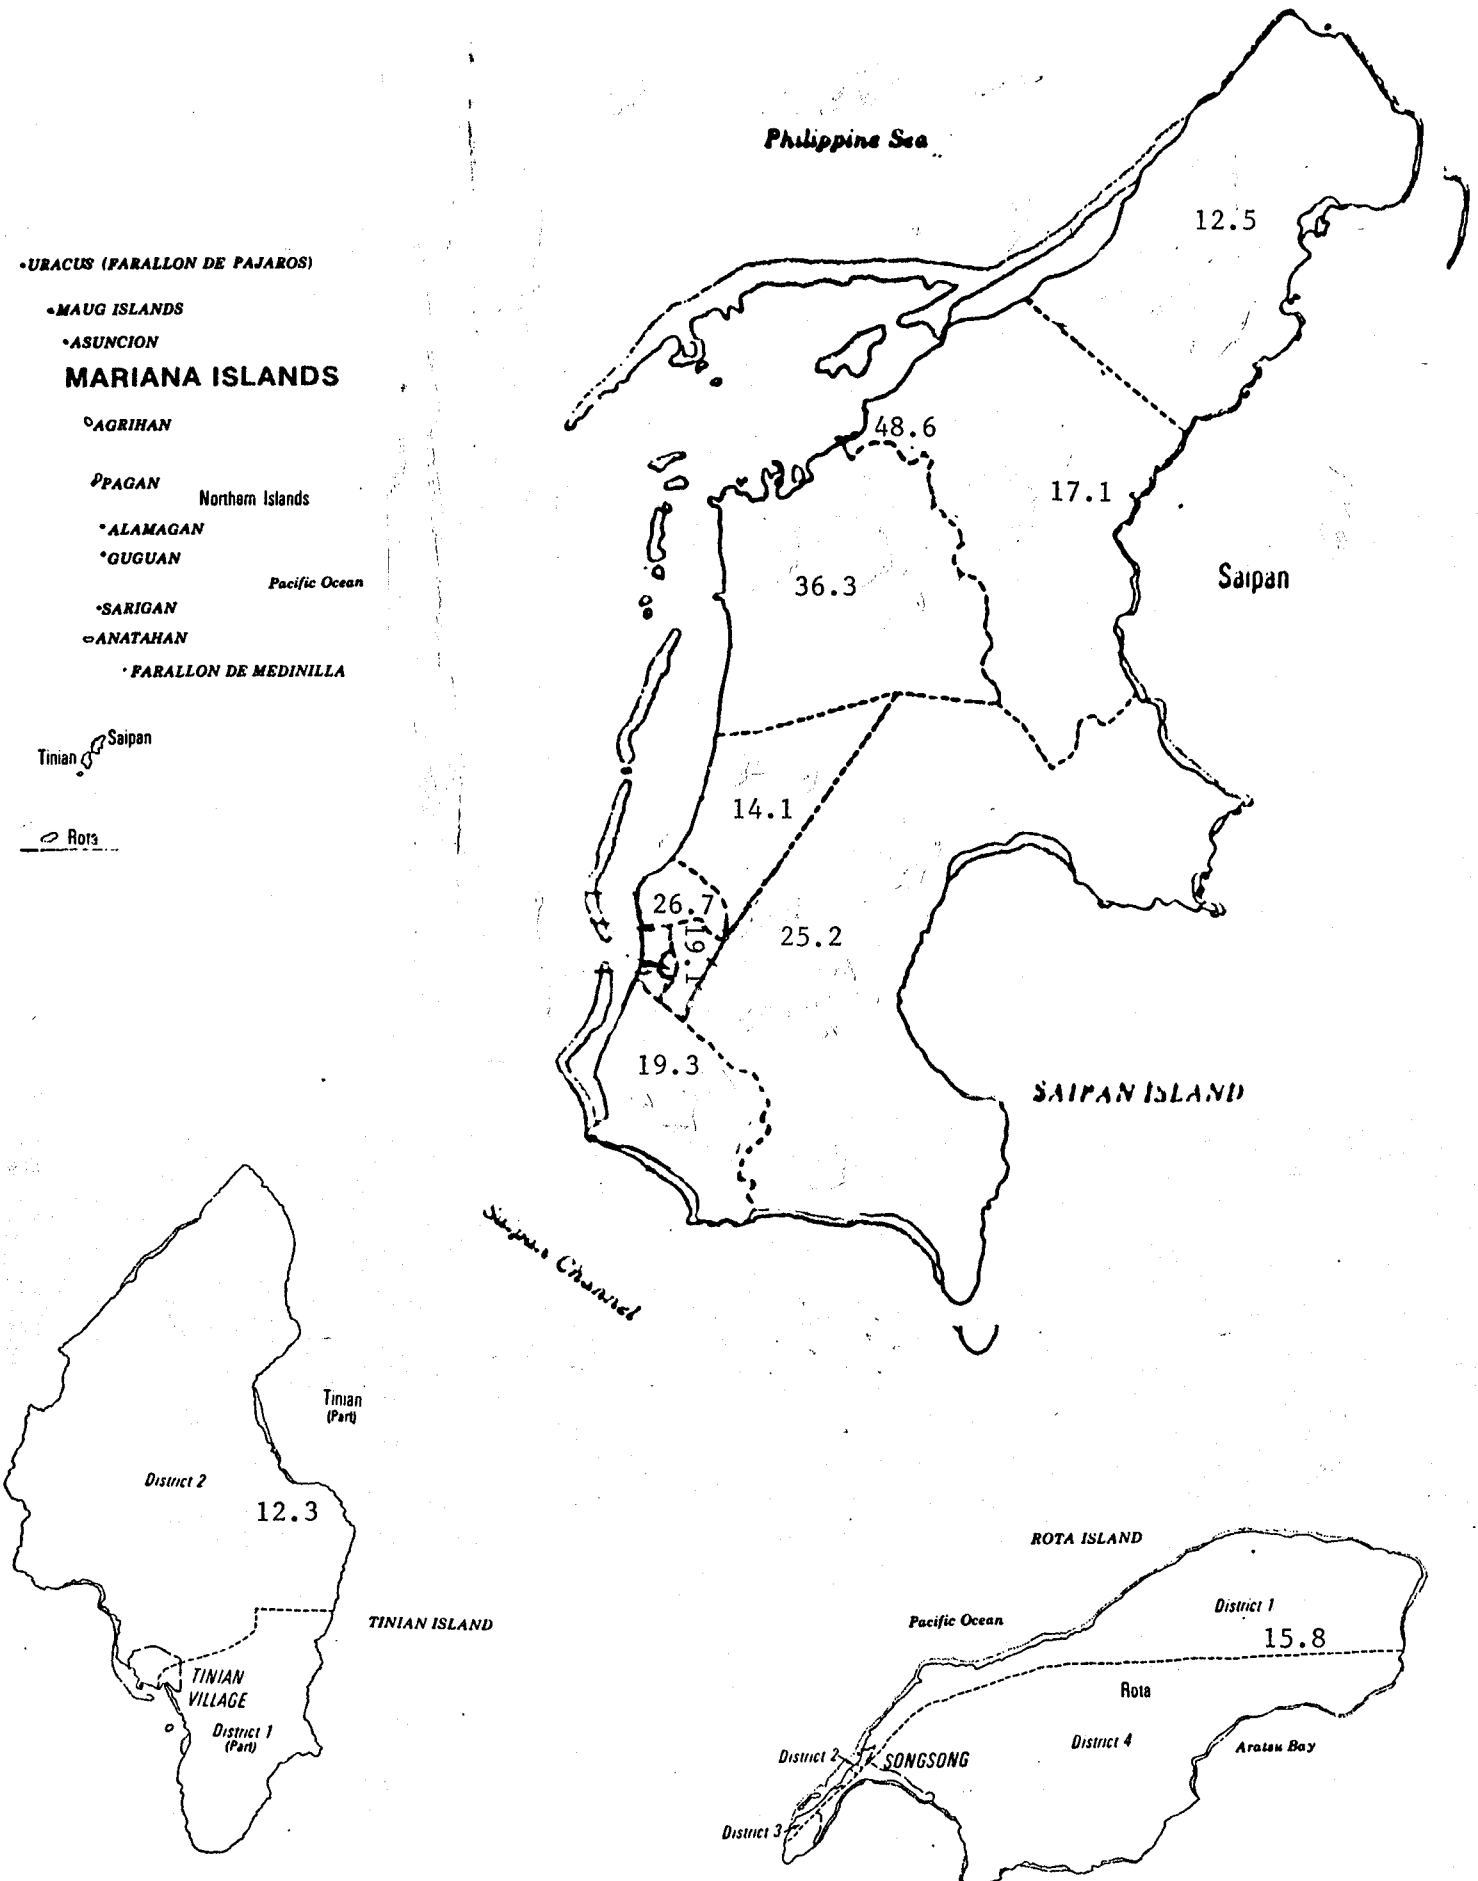 Philippine Sea
12.5
•URACUS (FARALLON DE PAJAROS)
•MAUG ISLANDS
•ASUNCION
MARIANA ISLANDS
AGRIHAN
PAGAN
Northern Islands
•ALAMAGAN
•GUGUAN
Pacific Ocean
•SARIGAN
ANATAHAN
•FARALLON DE MEDINILLA
Saipan
Tinian
Rota
48.6
17.1
36.3
Saipan
14.1
26.7
19.1
25.2
19.3
SAIPAN ISLAND
Saipan Channel
Tinian
(Part)
District 2
12.3
TINIAN ISLAND
TINIAN
VILLAGE
District 1
(Part)
ROTA ISLAND
Pacific Ocean
District 1
15.8
Rota
District 4
District 2
SONGSONG
Aratsu Bay
District 3